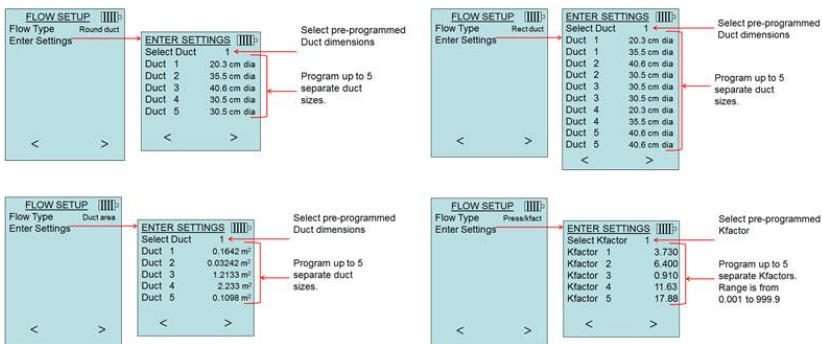 FLOW SETUP
Flow Type Round duct
Enter Settings
ENTER SETTINGS
Select Duct 1
Duct 1 20.3 cm dia
Duct 2 35.5 cm dia
Duct 3 40.6 cm dia
Duct 4 30.5 cm dia
Duct 5 30.5 cm dia
< >
< >
Select pre-programmed
Duct dimensions
Program up to 5
separate duct
sizes.
FLOW SETUP
Flow Type Rect duct
Enter Settings
ENTER SETTINGS
Select Duct 1
Duct 1 20.3 cm dia
Duct 1 35.5 cm dia
Duct 2 40.6 cm dia
Duct 2 30.5 cm dia
Duct 3 30.5 cm dia
Duct 3 30.5 cm dia
Duct 4 20.3 cm dia
Duct 4 35.5 cm dia
Duct 5 40.6 cm dia
Duct 5 40.6 cm dia
< >
< >
Select pre-programmed
Duct dimensions
Program up to 5
separate duct
sizes.
FLOW SETUP
Flow Type Duct area
Enter Settings
ENTER SETTINGS
Select Duct 1
Duct 1 0.1642 m²
Duct 2 0.03242 m²
Duct 3 1.2133 m²
Duct 4 2.233 m²
Duct 5 0.1098 m²
< >
< >
Select pre-programmed
Duct dimensions
Program up to 5
separate duct
sizes.
FLOW SETUP
Flow Type Press/kfact
Enter Settings
ENTER SETTINGS
Select Kfactor 1
Kfactor 1 3.730
Kfactor 2 6.400
Kfactor 3 0.910
Kfactor 4 11.63
Kfactor 5 17.88
< >
< >
Select pre-programmed
Kfactor
Program up to 5
separate Kfactors.
Range is from
0.001 to 999.9